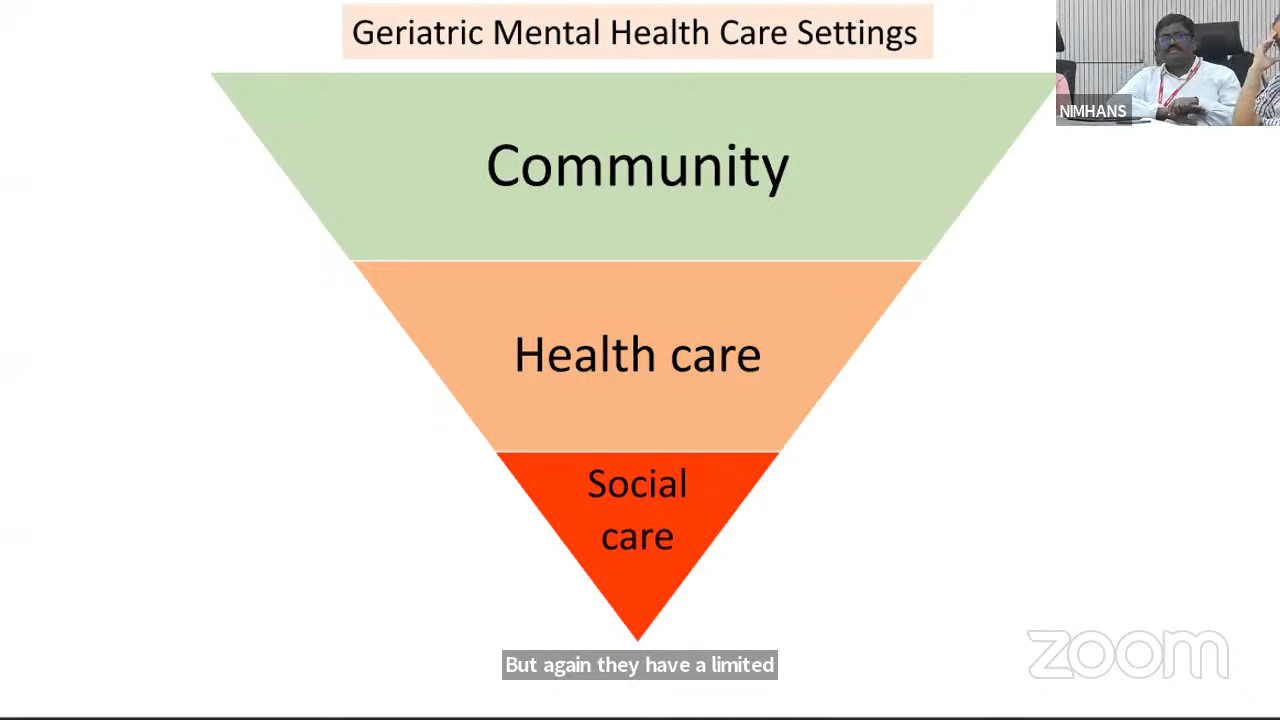 Geriatric Mental Health Care Settings
NIMHANS
Community
Health care
Social
care
But again they have a limited
zoom